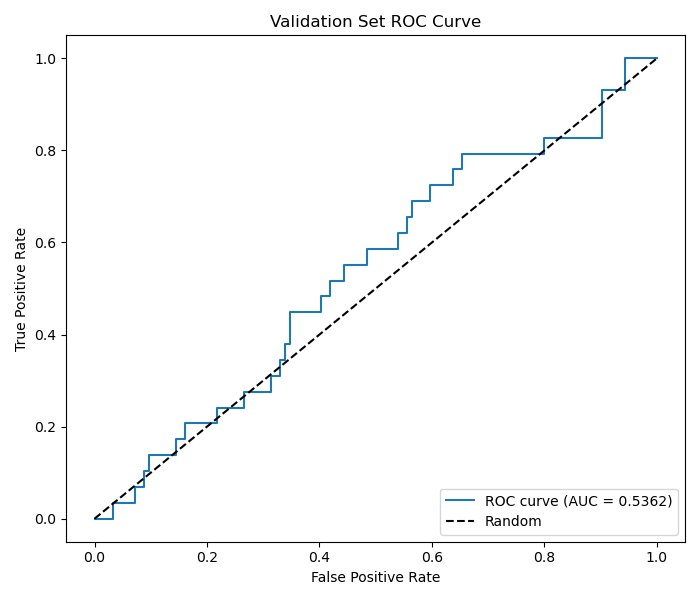 Validation Set ROC Curve
1.0
0.8
0.6
0.4
0.2
0.0
True Positive Rate
ROC curve (AUC = 0.5362)
Random
0.0 0.2 0.4 0.6 0.8 1.0
False Positive Rate